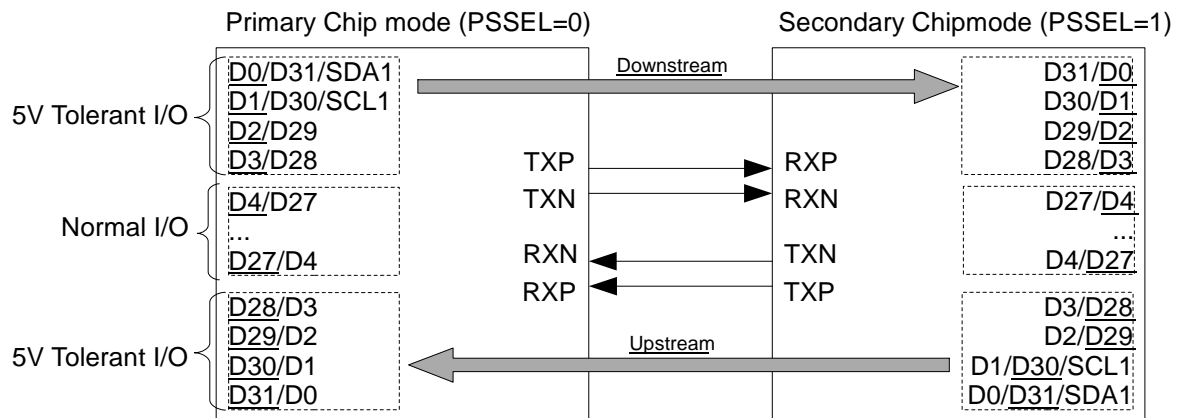 Primary Chip mode (PSSEL=0)
Secondary Chipmode (PSSEL=1)
5V Tolerant I/O
D0/D31/SDA1
D1/D30/SCL1
D2/D29
D3/D28
Downstream
D31/D0
D30/D1
D29/D2
D28/D3
TXP
RXP
TXN
RXN
Normal I/O
D4/D27
...
D27/D4
D27/D4
...
D4/D27
RXN
TXN
RXP
TXP
5V Tolerant I/O
D28/D3
D29/D2
D30/D1
D31/D0
Upstream
D3/D28
D2/D29
D1/D30/SCL1
D0/D31/SDA1